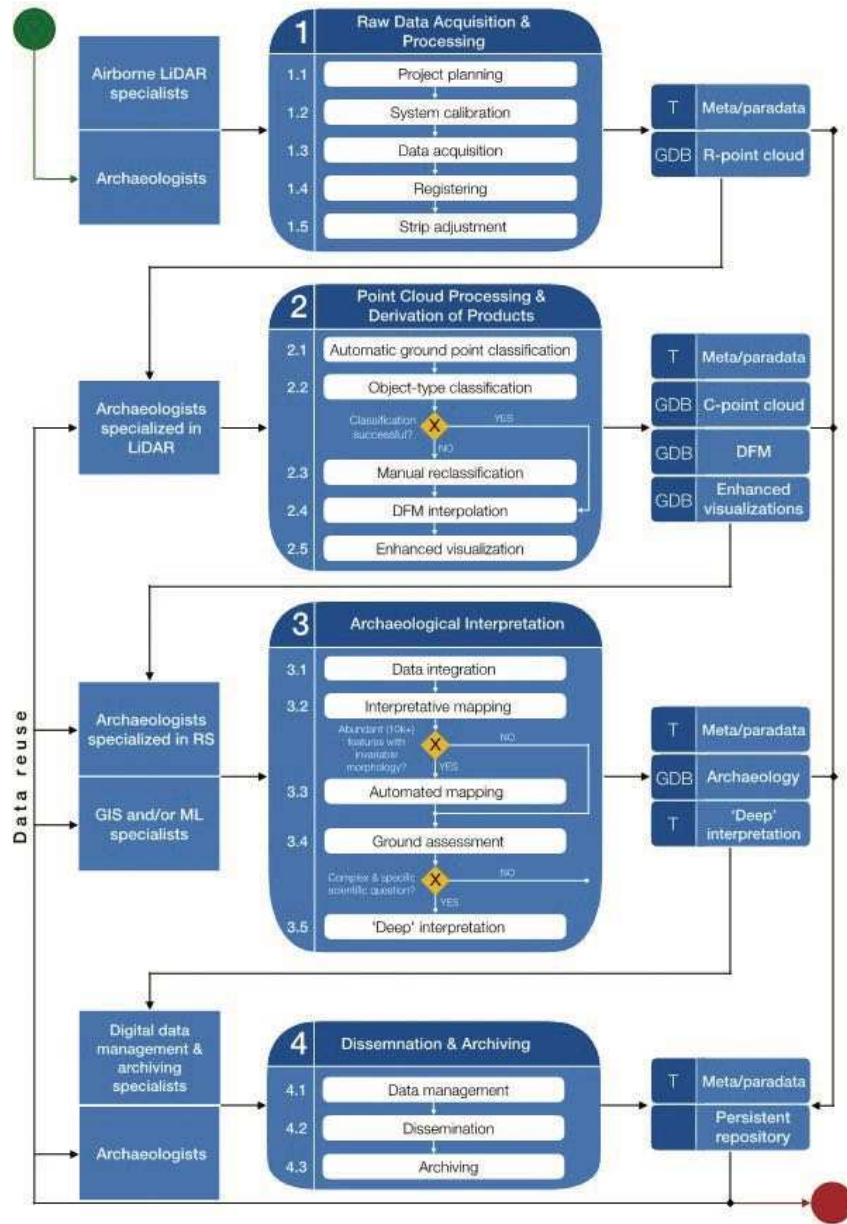 1
Raw Data Acquisition &
Processing
Airborne LiDAR
specialists
Archaeologists
1.1
Project planning
1.2
System calibration
1.3
Data acquisition
1.4
Registering
1.5
Strip adjustment
T
Meta/paradata
GDB
R-point cloud
2
Point Cloud Processing &
Derivation of Products
Archaeologists
specialized in
LiDAR
2.1
Automatic ground point classification
2.2
Object-type classification
Classification
successful?
X
YES
NO
2.3
Manual reclassification
2.4
DFM interpolation
2.5
Enhanced visualization
T
Meta/paradata
GDB
C-point cloud
GDB
DFM
GDB
Enhanced
visualizations
3
Archaeological Interpretation
Data reuse
Archaeologists
specialized in RS
GIS and/or ML
specialists
3.1
Data integration
3.2
Interpretative mapping
Abundant (10k+)
features with
invariable
morphology?
X
NO
YES
3.3
Automated mapping
3.4
Ground assessment
Complex & specific
scientific question?
X
NO
YES
3.5
'Deep' interpretation
T
Meta/paradata
GDB
Archaeology
T
'Deep'
interpretation
4
Dissemnation & Archiving
Digital data
management &
archiving
specialists
Archaeologists
4.1
Data management
4.2
Dissemination
4.3
Archiving
T
Meta/paradata
Persistent
repository